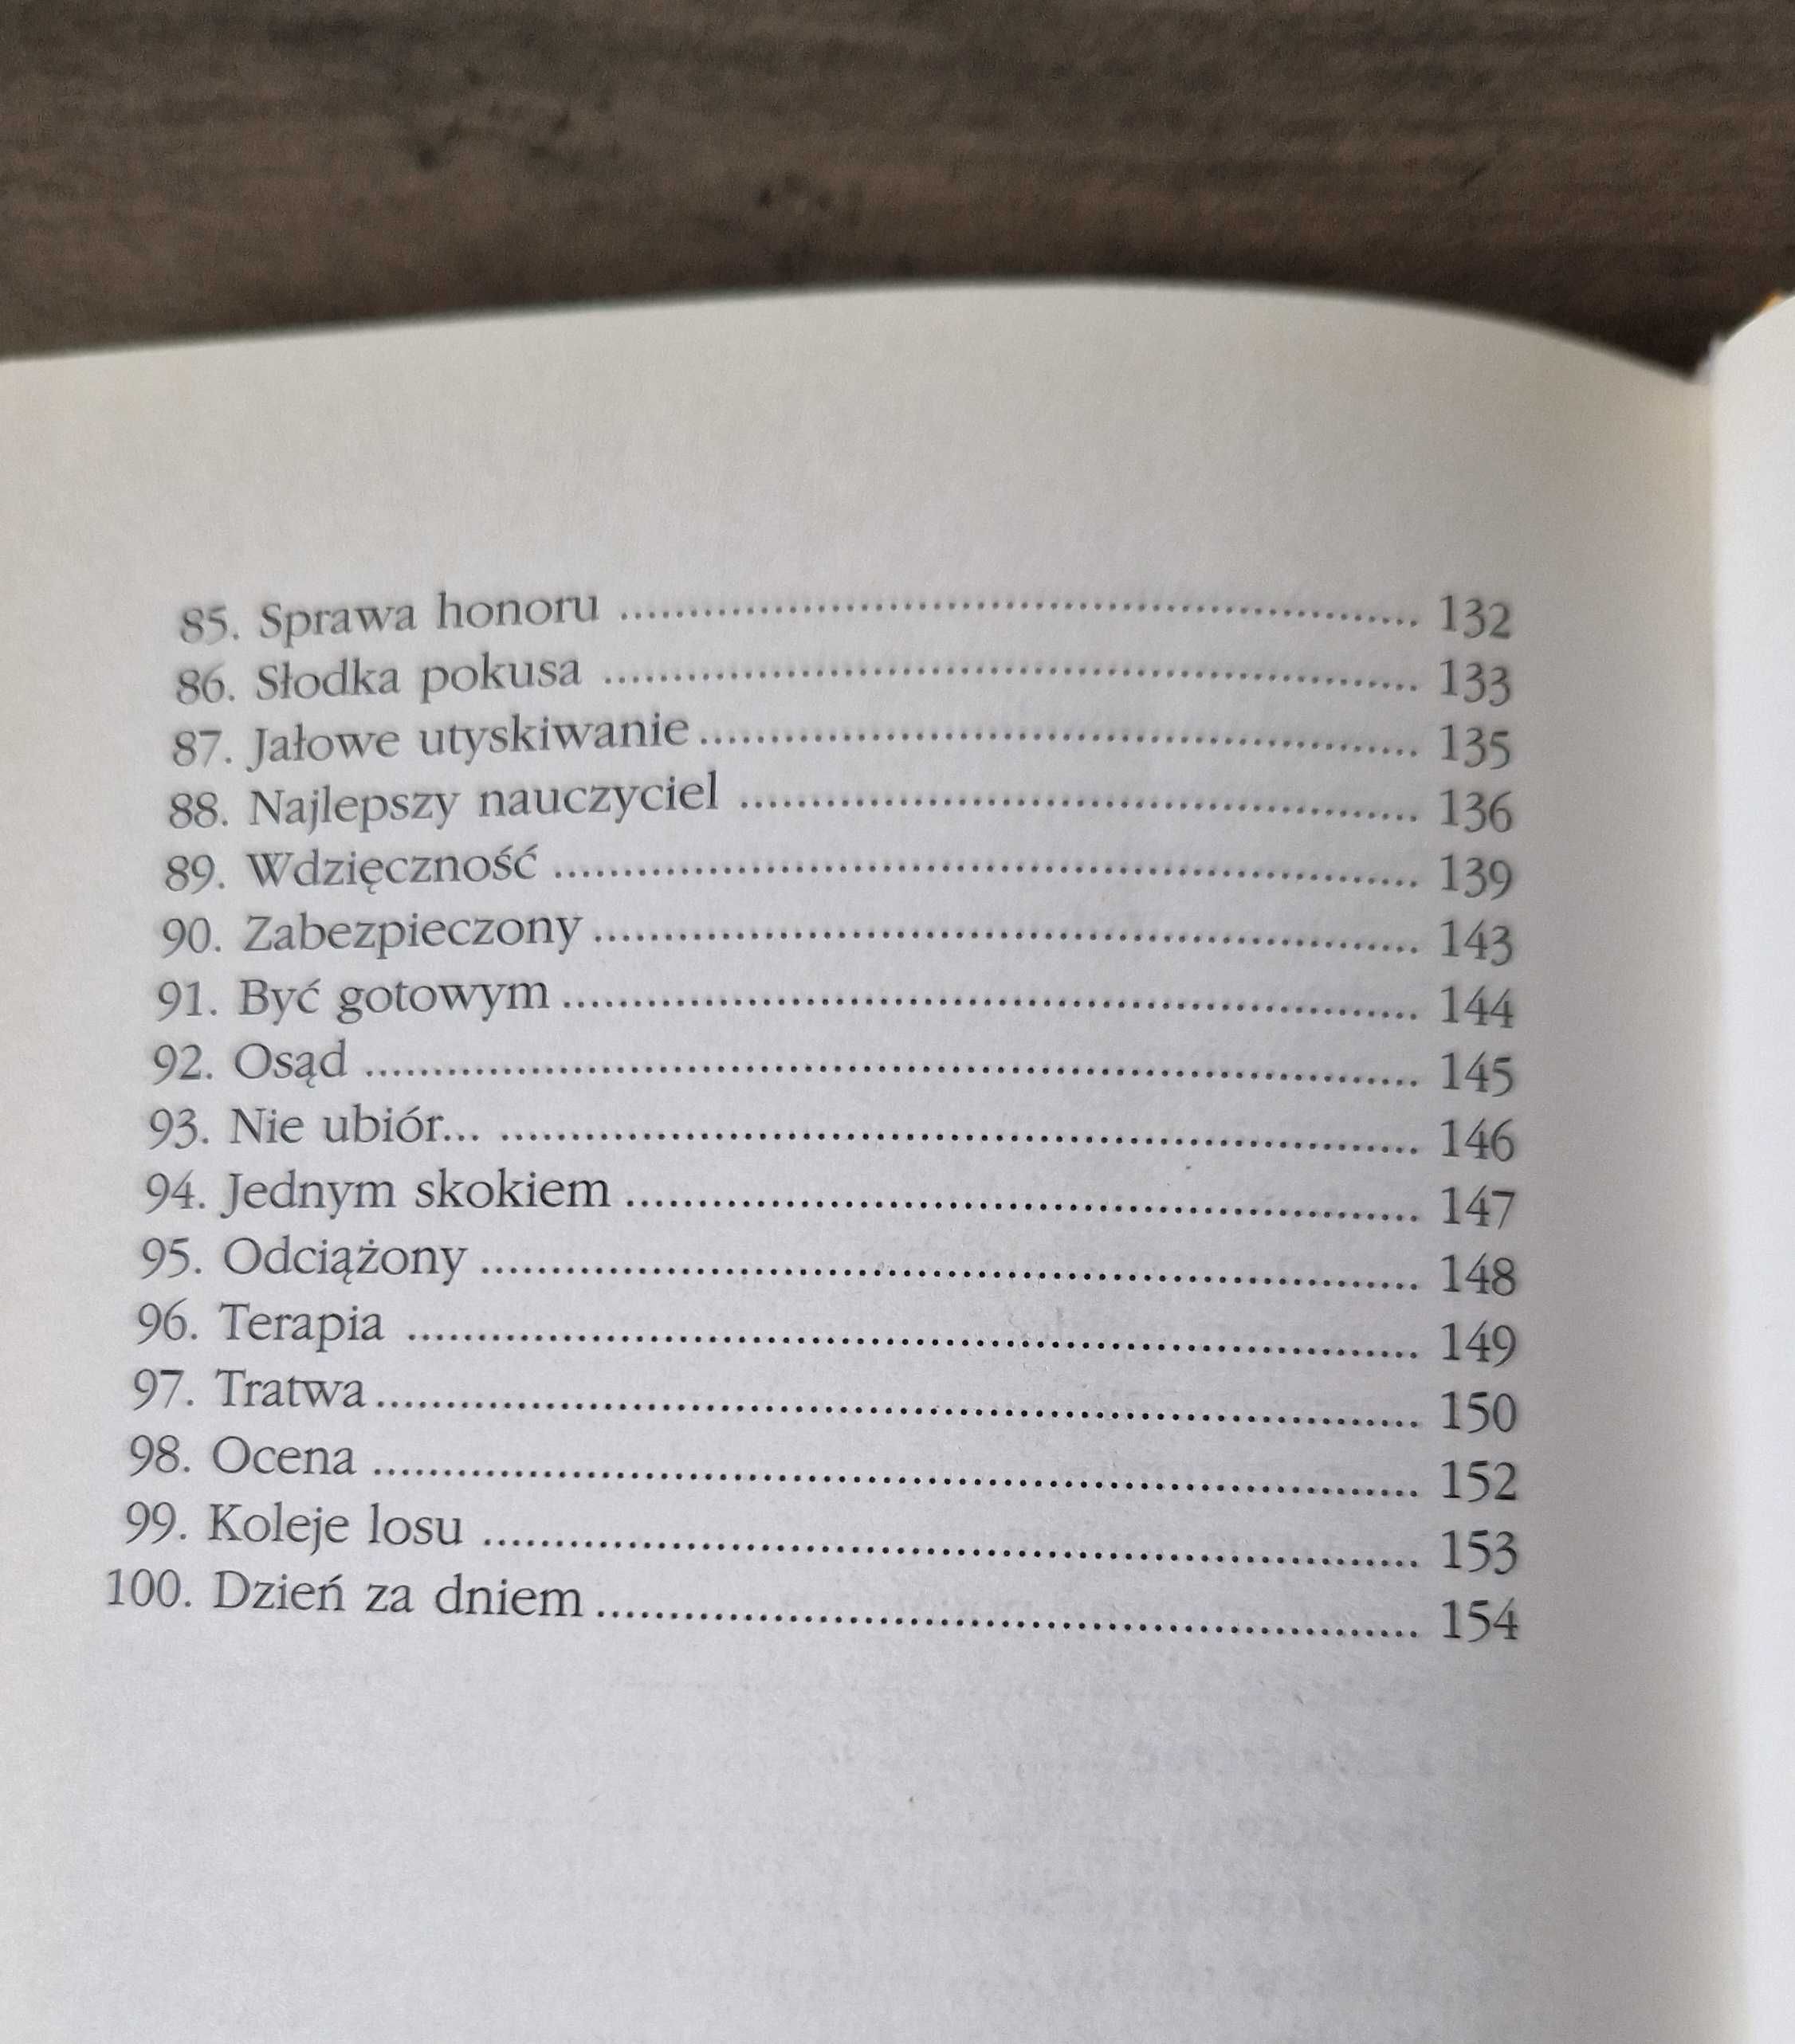 85. Sprawa honoru ........................................ 132
86. Słodka pokusa ........................................ 133
87. Jałowe utyskiwanie ........................................ 135
88. Najlepszy nauczyciel ........................................ 136
89. Wdzięczność ........................................ 139
90. Zabezpieczony ........................................ 143
91. Być gotowym ........................................ 144
92. Osąd ........................................ 145
93. Nie ubiór... ........................................ 146
94. Jednym skokiem ........................................ 147
95. Odciążony ........................................ 148
96. Terapia ........................................ 149
97. Tratwa ........................................ 150
98. Ocena ........................................ 152
99. Koleje losu ........................................ 153
100. Dzień za dniem ........................................ 154